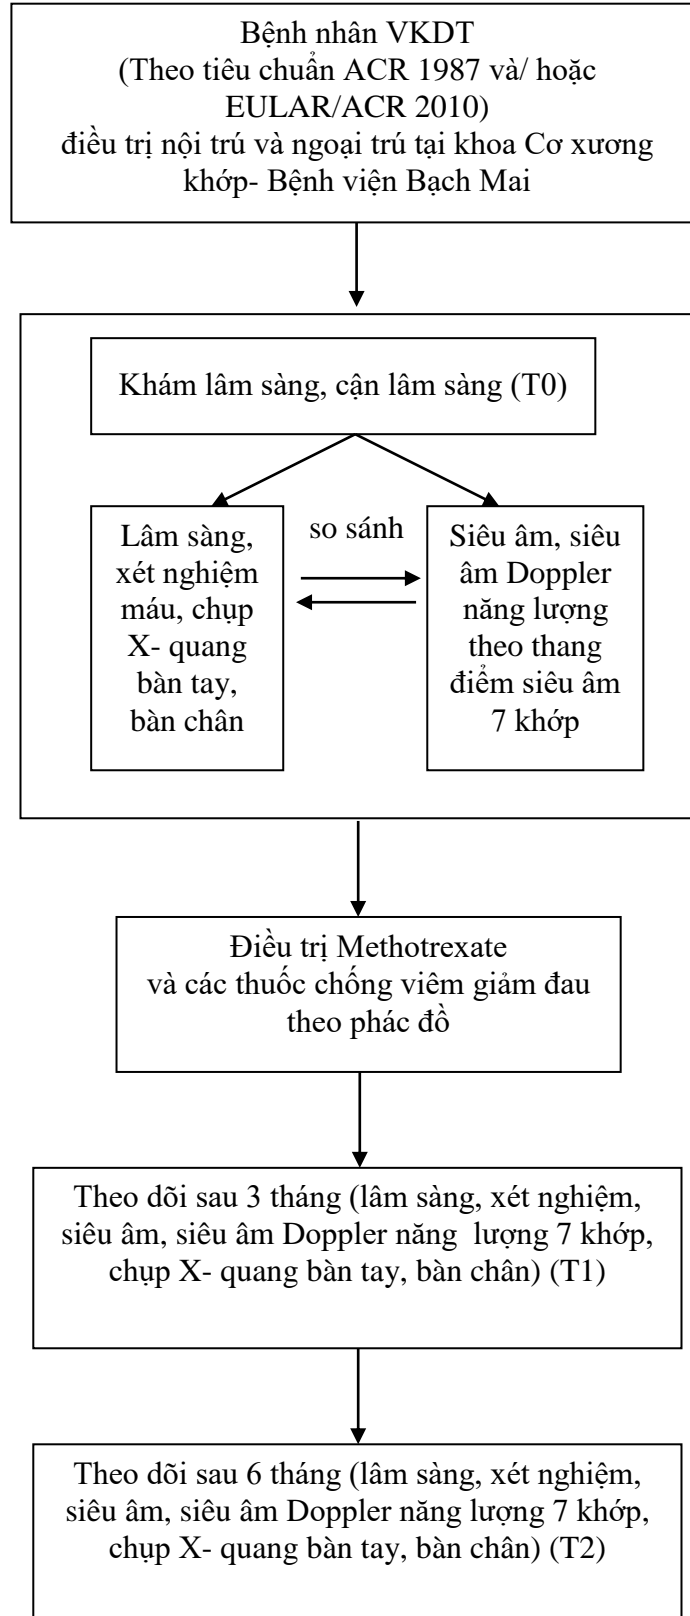 Bệnh nhân VKDT
(Theo tiêu chuẩn ACR 1987 và/ hoặc
EULAR/ACR 2010)
điều trị nội trú và ngoại trú tại khoa Cơ xương
khớp- Bệnh viện Bạch Mai
Khám lâm sàng, cận lâm sàng (T0)
Lâm sàng,
xét nghiệm
máu, chụp
X- quang
bàn tay,
bàn chân
so sánh
Siêu âm, siêu
âm Doppler
năng lượng
theo thang
điểm siêu âm
7 khớp
Điều trị Methotrexate
và các thuốc chống viêm giảm đau
theo phác đồ
Theo dõi sau 3 tháng (lâm sàng, xét nghiệm,
siêu âm, siêu âm Doppler năng lượng 7 khớp,
chụp X- quang bàn tay, bàn chân) (T1)
Theo dõi sau 6 tháng (lâm sàng, xét nghiệm,
siêu âm, siêu âm Doppler năng lượng 7 khớp,
chụp X- quang bàn tay, bàn chân) (T2)